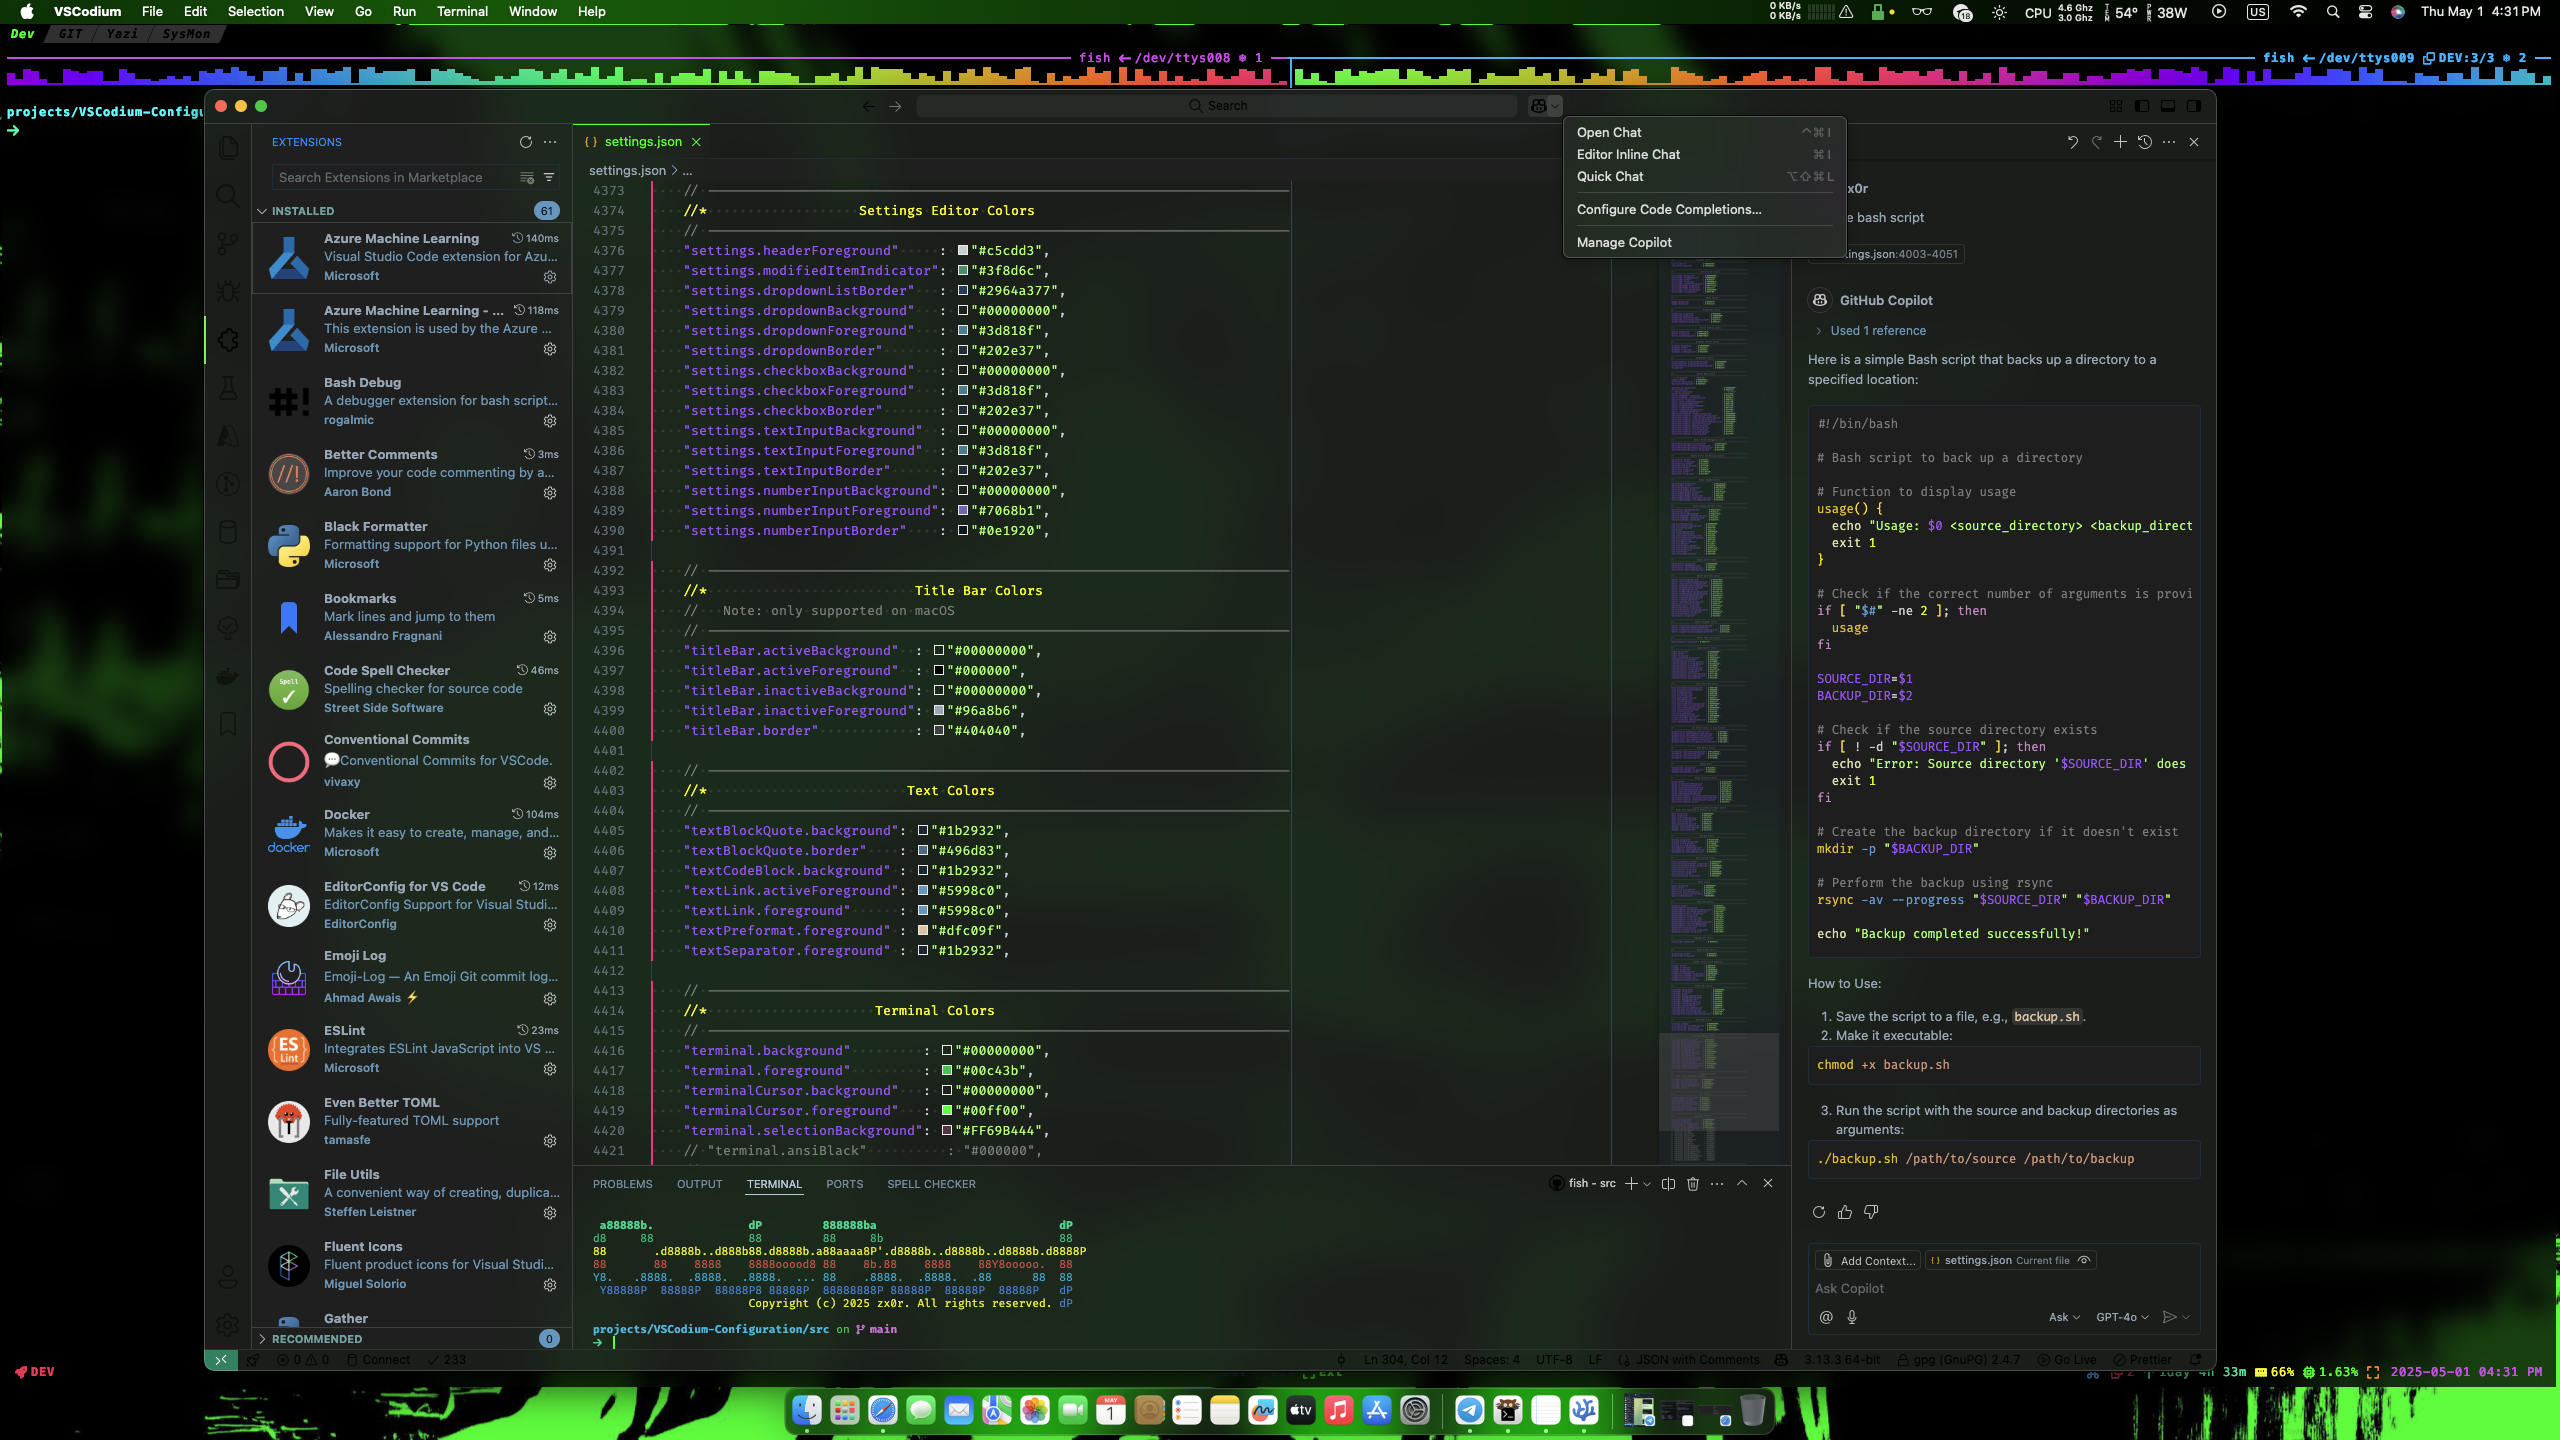 VSCodium File Edit Selection View Go Run Terminal Window Help
0 KB/s
0 KB/s
18
CPU 4.6 Ghz 3.0 Ghz
54° 38W
US
Thu May 1 4:31 PM
Dev GIT Yazi SysMon
fish ← /dev/ttys008 1
fish ← /dev/ttys009 DEV:3/3 2
projects/VSCodium-Config
Search
EXTENSIONS
Search Extensions in Marketplace
INSTALLED 61
Azure Machine Learning 140ms
Visual Studio Code extension for Azu...
Microsoft
Azure Machine Learning - ... 118ms
This extension is used by the Azure ...
Microsoft
#! Bash Debug
A debugger extension for bash script...
rogalmic
Better Comments 3ms
Improve your code commenting by a...
Aaron Bond
Black Formatter
Formatting support for Python files u...
Microsoft
Bookmarks 5ms
Mark lines and jump to them
Alessandro Fragnani
Code Spell Checker 46ms
Spelling checker for source code
Street Side Software
Conventional Commits
💬Conventional Commits for VSCode.
vivaxy
Docker 104ms
Makes it easy to create, manage, and...
Microsoft
docker
EditorConfig for VS Code 12ms
EditorConfig Support for Visual Studi...
EditorConfig
Emoji Log
Emoji-Log — An Emoji Git commit log...
Ahmad Awais ⚡
ESLint 23ms
Integrates ESLint JavaScript into VS ...
Microsoft
Even Better TOML
Fully-featured TOML support
tamasfe
File Utils
A convenient way of creating, duplica...
Steffen Leistner
Fluent Icons
Fluent product icons for Visual Studi...
Miguel Solorio
Gather
RECOMMENDED 0
{} settings.json ×
settings.json > ...
4373 //
4374 //* Settings Editor Colors
4375 //
4376 "settings.headerForeground" : "#c5cdd3",
4377 "settings.modifiedItemIndicator": "#3f8d6c",
4378 "settings.dropdownListBorder" : "#2964a377",
4379 "settings.dropdownBackground" : "#00000000",
4380 "settings.dropdownForeground" : "#3d818f",
4381 "settings.dropdownBorder" : "#202e37",
4382 "settings.checkboxBackground" : "#00000000",
4383 "settings.checkboxForeground" : "#3d818f",
4384 "settings.checkboxBorder" : "#202e37",
4385 "settings.textInputBackground" : "#00000000",
4386 "settings.textInputForeground" : "#3d818f",
4387 "settings.textInputBorder" : "#202e37",
4388 "settings.numberInputBackground": "#00000000",
4389 "settings.numberInputForeground": "#7068b1",
4390 "settings.numberInputBorder" : "#0e1920",
4391
4392 //
4393 //* Title Bar Colors
4394 // Note: only supported on macOS
4395 //
4396 "titleBar.activeBackground" : "#00000000",
4397 "titleBar.activeForeground" : "#000000",
4398 "titleBar.inactiveBackground": "#00000000",
4399 "titleBar.inactiveForeground": "#96a8b6",
4400 "titleBar.border" : "#404040",
4401
4402 //
4403 //* Text Colors
4404 //
4405 "textBlockQuote.background": "#1b2932",
4406 "textBlockQuote.border" : "#496d83",
4407 "textCodeBlock.background" : "#1b2932",
4408 "textLink.activeForeground" : "#5998c0",
4409 "textLink.foreground" : "#5998c0",
4410 "textPreformat.foreground" : "#dfc09f",
4411 "textSeparator.foreground" : "#1b2932",
4412
4413 //
4414 //* Terminal Colors
4415 //
4416 "terminal.background" : "#00000000",
4417 "terminal.foreground" : "#00c43b",
4418 "terminalCursor.background" : "#00000000",
4419 "terminalCursor.foreground" : "#00ff00",
4420 "terminal.selectionBackground": "#FF69B444",
4421 // "terminal.ansiBlack" : "#000000",
Open Chat ^⌘I
Editor Inline Chat ⌘I
Quick Chat ⌥⇧⌘L
Configure Code Completions...
Manage Copilot
x0r
e bash script
ings.json:4003-4051
GitHub Copilot
Used 1 reference
Here is a simple Bash script that backs up a directory to a
specified location:
#!/bin/bash
# Bash script to back up a directory
# Function to display usage
usage() {
echo "Usage: $0 <source_directory> <backup_direct
exit 1
}
# Check if the correct number of arguments is provi
if [ "$#" -ne 2 ]; then
usage
fi
SOURCE_DIR=$1
BACKUP_DIR=$2
# Check if the source directory exists
if [ ! -d "$SOURCE_DIR" ]; then
echo "Error: Source directory '$SOURCE_DIR' does
exit 1
fi
# Create the backup directory if it doesn't exist
mkdir -p "$BACKUP_DIR"
# Perform the backup using rsync
rsync -av --progress "$SOURCE_DIR" "$BACKUP_DIR"
echo "Backup completed successfully!"
How to Use:
1. Save the script to a file, e.g., backup.sh.
2. Make it executable:
chmod +x backup.sh
3. Run the script with the source and backup directories as
arguments:
./backup.sh /path/to/source /path/to/backup
Add Context... {} settings.json Current file
Ask Copilot
@ Ask GPT-4o
PROBLEMS OUTPUT TERMINAL PORTS SPELL CHECKER
fish - src
Copyright (c) 2025 zx0r. All rights reserved.
projects/VSCodium-Configuration/src on main
0 0 Connect 233
Ln 304, Col 12 Spaces: 4 UTF-8 LF JSON with Comments 3.13.3 64-bit gpg (GnuPG) 2.4.7 Go Live Prettier
DEV
1day 4h 33m 66% 1.63% 2025-05-01 04:31 PM
MAY
1
tv